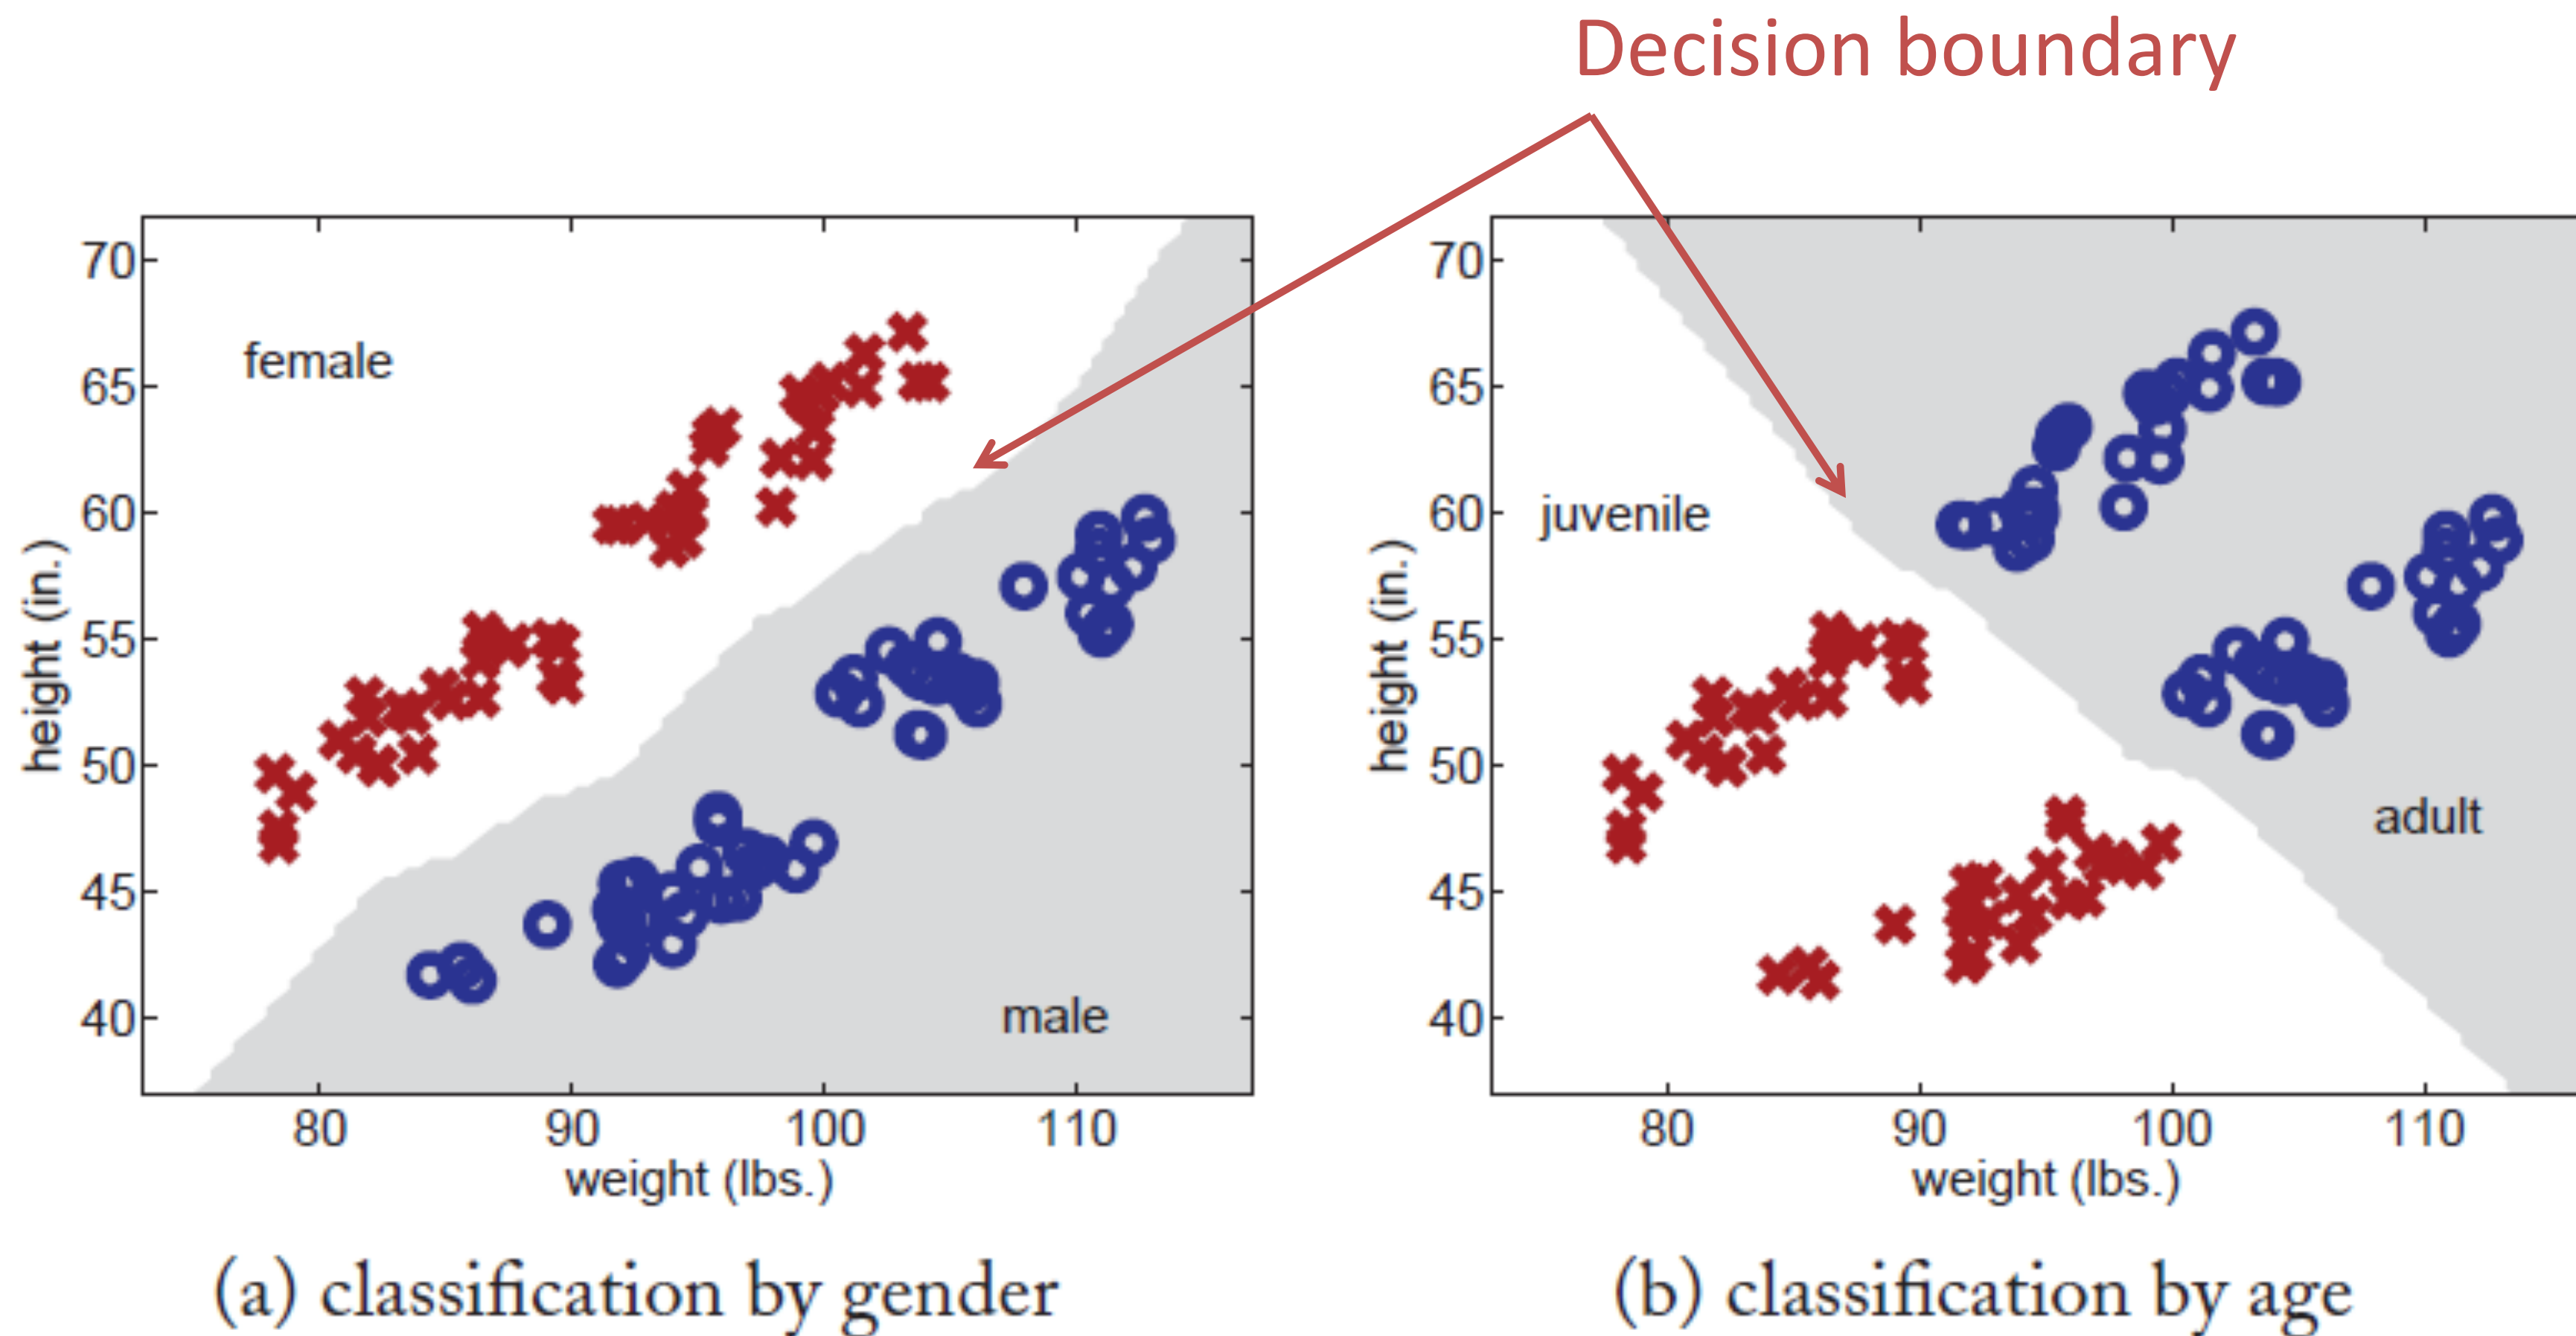 Decision boundary
70
65
60
55
50
45
40
height (in.)
female
male
80 90 100 110
weight (lbs.)
(a) classification by gender
70
65
60
55
50
45
40
height (in.)
juvenile
adult
80 90 100 110
weight (lbs.)
(b) classification by age